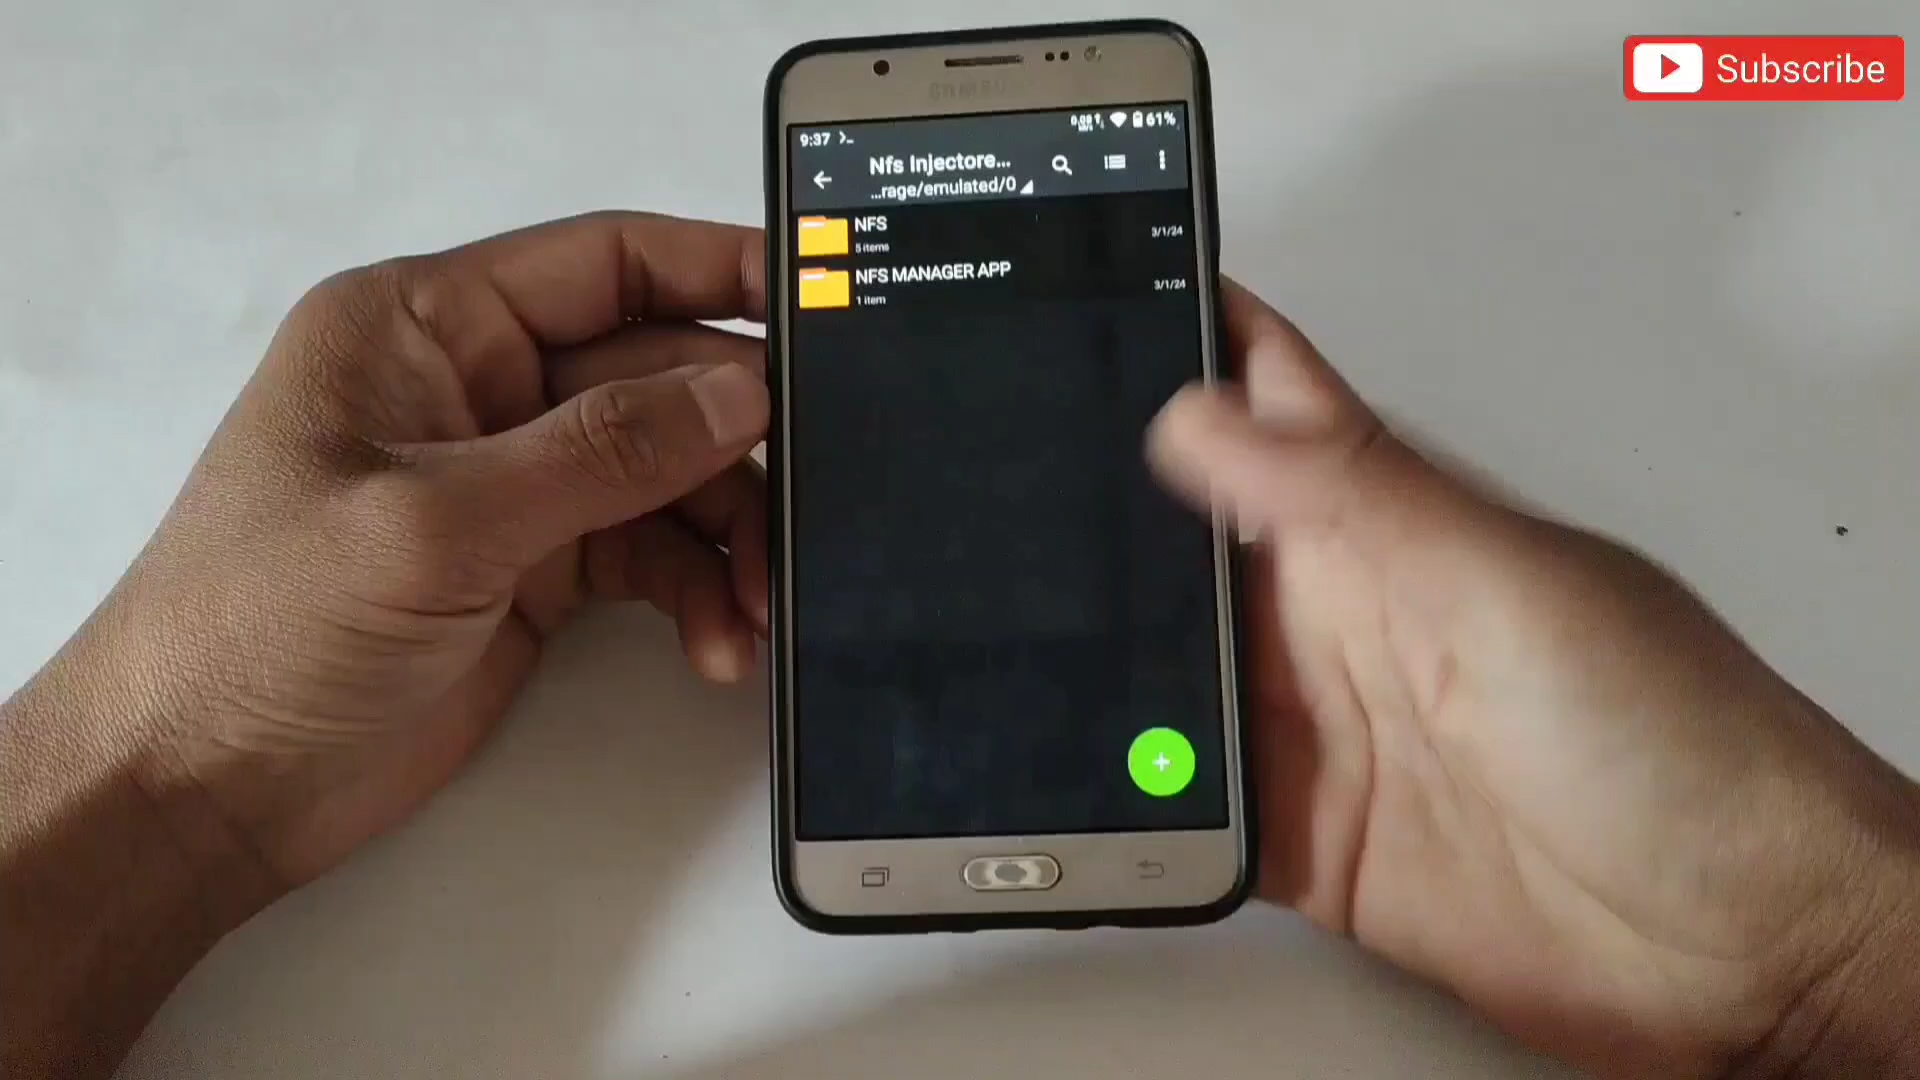 Subscribe
SAMSUNG
9:37
61%
Nfs Injectore...
...rage/emulated/0
NFS
5 items
3/1/24
NFS MANAGER APP
1 item
3/1/24